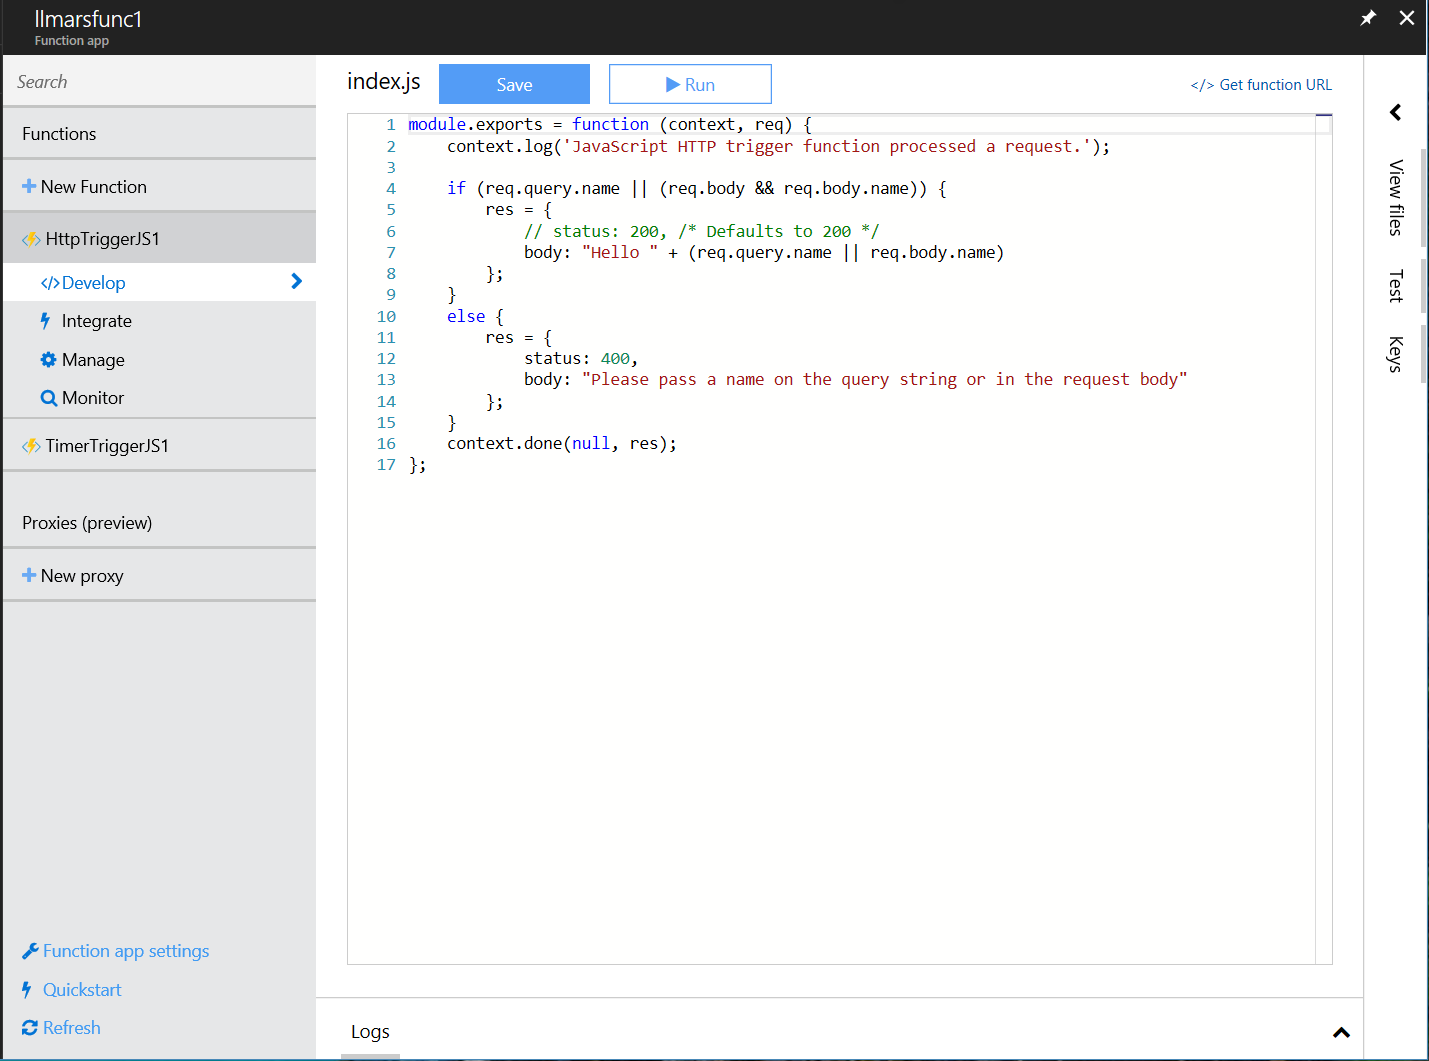 llmarsfunc1
Function app
Search
Functions
New Function
HttpTriggerJS1
</>Develop
Integrate
Manage
Monitor
TimerTriggerJS1
Proxies (preview)
New proxy
Function app settings
Quickstart
Refresh
index.js
Save
Run
</> Get function URL
1 module.exports = function (context, req) {
2     context.log('JavaScript HTTP trigger function processed a request.');
3
4     if (req.query.name || (req.body && req.body.name)) {
5         res = {
6             // status: 200, /* Defaults to 200 */
7             body: "Hello " + (req.query.name || req.body.name)
8         };
9     }
10     else {
11         res = {
12             status: 400,
13             body: "Please pass a name on the query string or in the request body"
14         };
15     }
16     context.done(null, res);
17 };
Logs
View files
Test
Keys